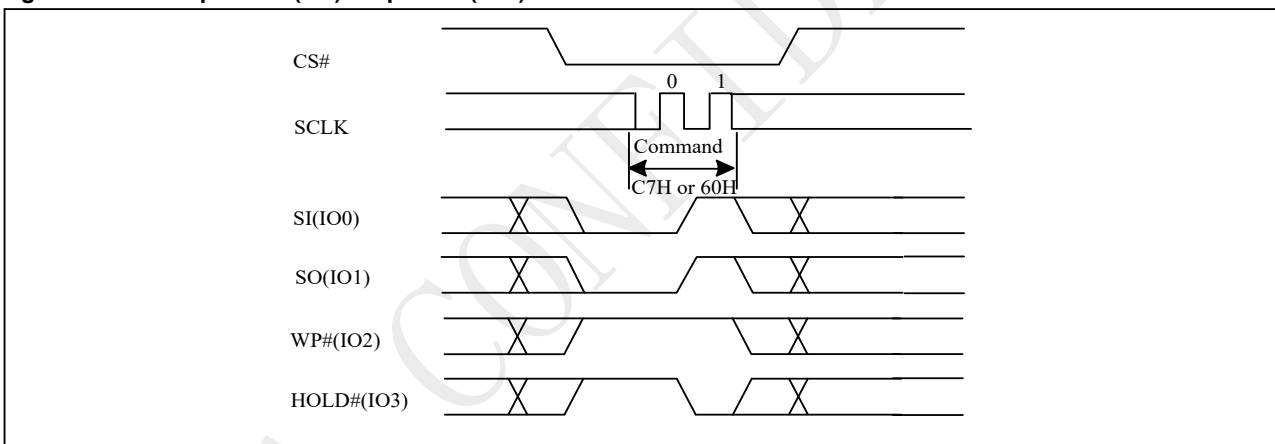 CS#
0 1
SCLK
Command
C7H or 60H
SI(IO0)
SO(IO1)
WP#(IO2)
HOLD#(IO3)